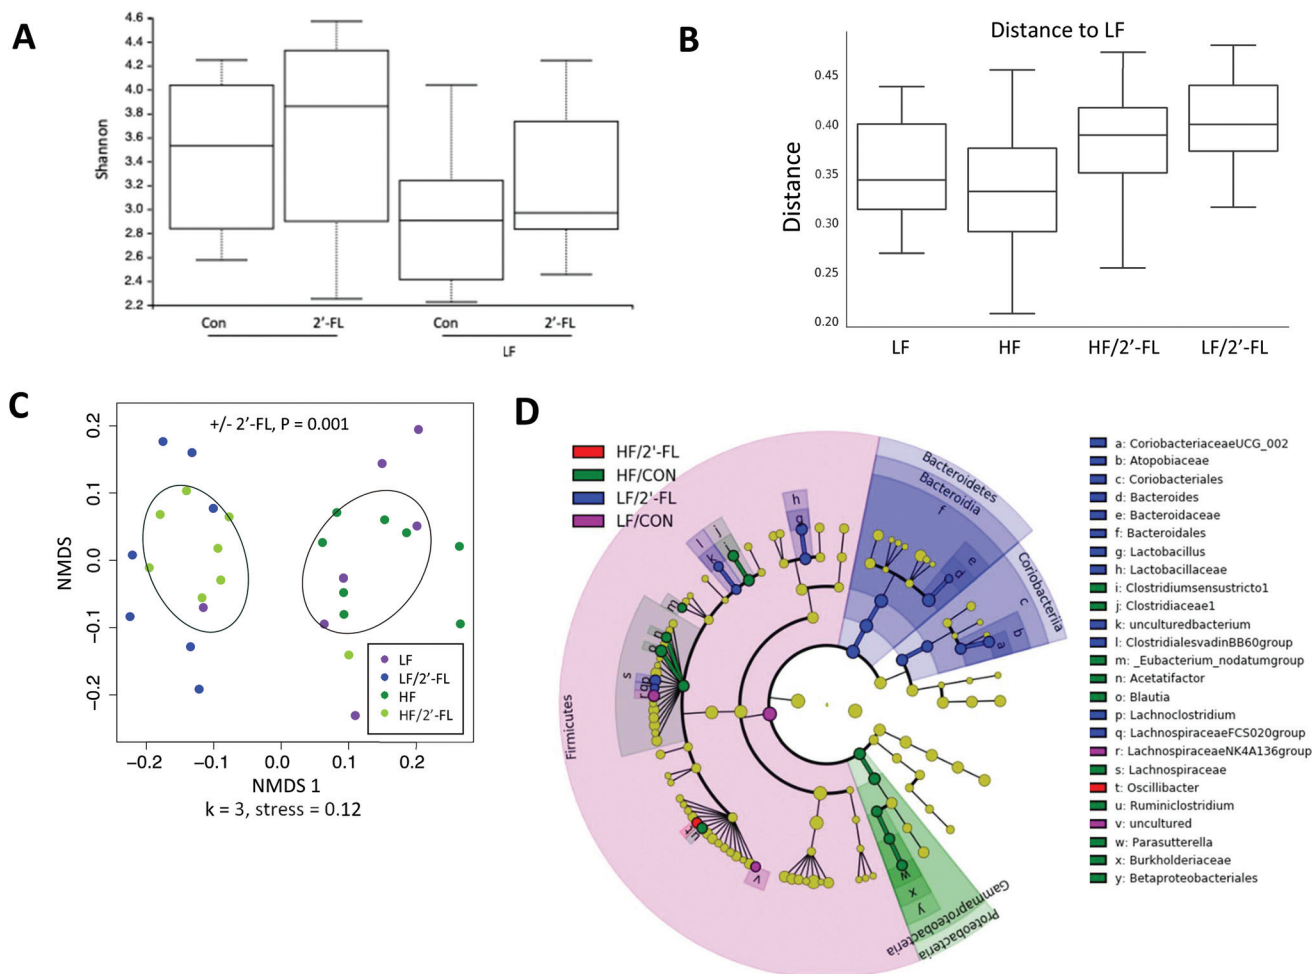 A
4.6
4.4
4.2
4.0
3.8
3.6
3.4
3.2
3.0
2.8
2.6
2.4
2.2
Shannon
Con
2’-FL
Con
2’-FL
LF
B
Distance to LF
0.45
0.40
0.35
0.30
0.25
0.20
Distance
LF
HF
HF/2’-FL
LF/2’-FL
C
+/- 2’-FL, P = 0.001
0.2
0.1
0.0
−0.1
−0.2
NMDS
LF
LF/2’-FL
HF
HF/2’-FL
−0.2
−0.1
0.0
0.1
0.2
NMDS 1
k = 3, stress = 0.12
D
HF/2'-FL
HF/CON
LF/2'-FL
LF/CON
Bacteroidetes
Bacteroidia
f
e
d
Coriobacteriia
c
b
a
h
g
j
i
l
k
m
n
o
s
r
q
p
Firmicutes
v
w
x
y
Gammaproteobacteria
Proteobacteria
a: CoriobacteriaceaeUCG_002
b: Atopobiaceae
c: Coriobacteriales
d: Bacteroides
e: Bacteroidaceae
f: Bacteroidales
g: Lactobacillus
h: Lactobacillaceae
i: Clostridiumsensustricto1
j: Clostridiaceae1
k: unculturedbacterium
l: ClostridialesvadinBB60group
m: _Eubacterium_nodatumgroup
n: Acetatifactor
o: Blautia
p: Lachnoclostridium
q: LachnospiraceaeFCS020group
r: LachnospiraceaeNK4A136group
s: Lachnospiraceae
t: Oscillibacter
u: Ruminiclostridium
v: uncultured
w: Parasutterella
x: Burkholderiaceae
y: Betaproteobacteriales